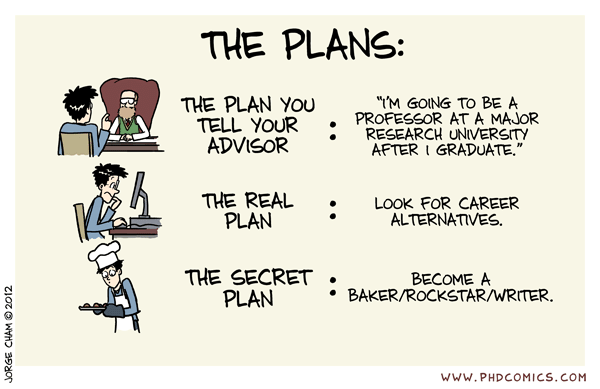 THE PLANS:
THE PLAN YOU
TELL YOUR
ADVISOR
:
"I'M GOING TO BE A
PROFESSOR AT A MAJOR
RESEARCH UNIVERSITY
AFTER I GRADUATE."
THE REAL
PLAN
:
LOOK FOR CAREER
ALTERNATIVES.
THE SECRET
PLAN
:
BECOME A
BAKER/ROCKSTAR/WRITER.
JORGE CHAM © 2012
WWW.PHDCOMICS.COM